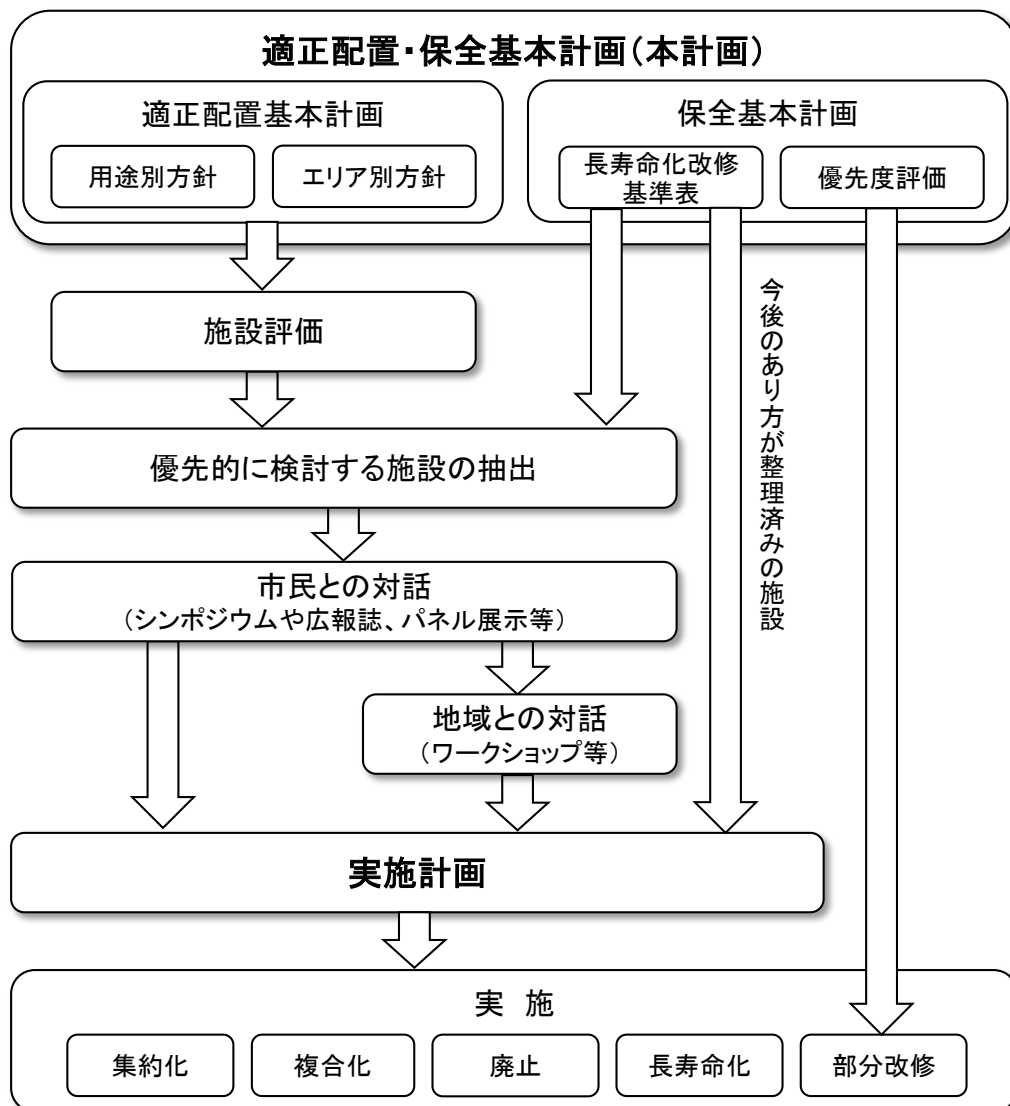 適正配置・保全基本計画(本計画)
適正配置基本計画
用途別方針
エリア別方針
保全基本計画
長寿命化改修
基準表
優先度評価
施設評価
今後のあり方が整理済みの施設
優先的に検討する施設の抽出
市民との対話
(シンポジウムや広報誌、パネル展示等)
地域との対話
(ワークショップ等)
実施計画
実 施
集約化
複合化
廃止
長寿命化
部分改修